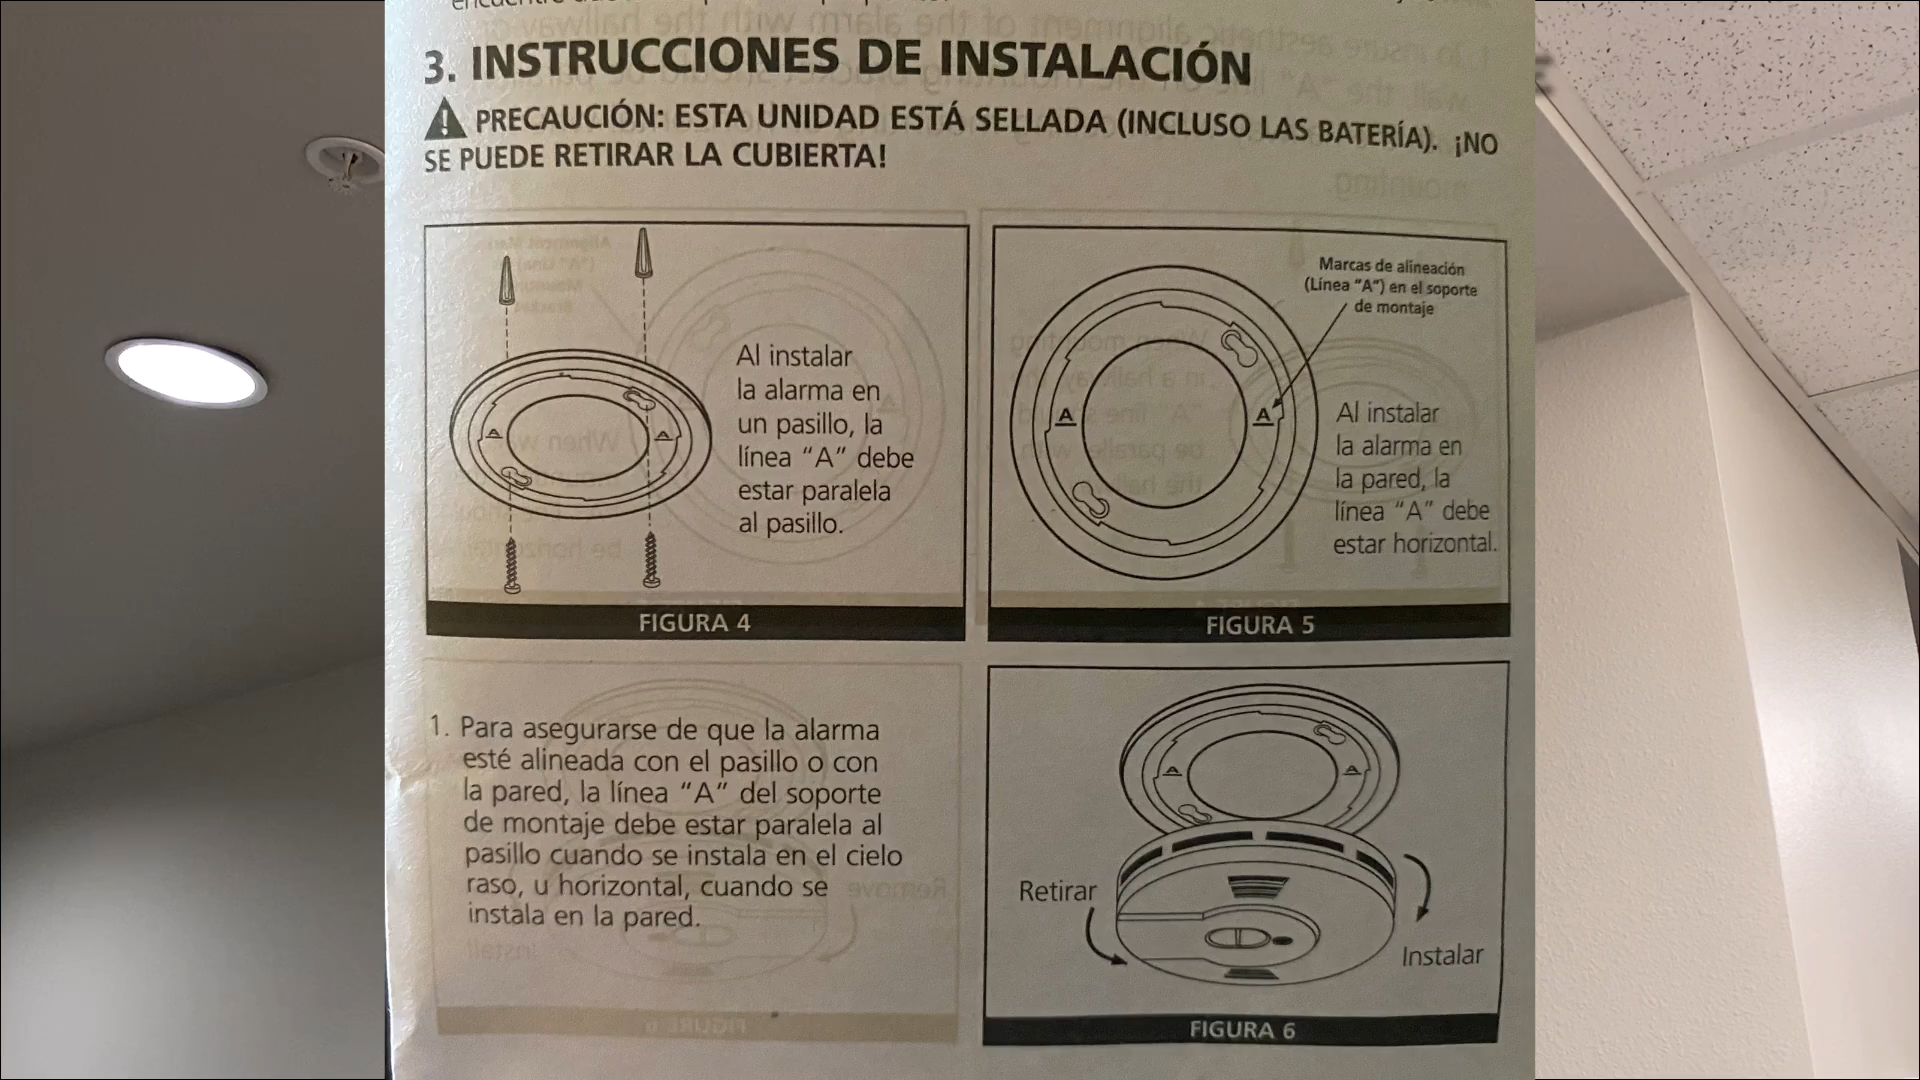 3. INSTRUCCIONES DE INSTALACIÓN
PRECAUCIÓN: ESTA UNIDAD ESTÁ SELLADA (INCLUSO LAS BATERÍA). ¡NO
SE PUEDE RETIRAR LA CUBIERTA!
Al instalar
la alarma en
un pasillo, la
línea “A” debe
estar paralela
al pasillo.
A
A
FIGURA 4
Marcas de alineación
(Línea “A”) en el soporte
de montaje
A
A
Al instalar
la alarma en
la pared, la
línea “A” debe
estar horizontal.
FIGURA 5
1. Para asegurarse de que la alarma
esté alineada con el pasillo o con
la pared, la línea “A” del soporte
de montaje debe estar paralela al
pasillo cuando se instala en el cielo
raso, u horizontal, cuando se
instala en la pared.
A
A
Retirar
Instalar
FIGURA 6